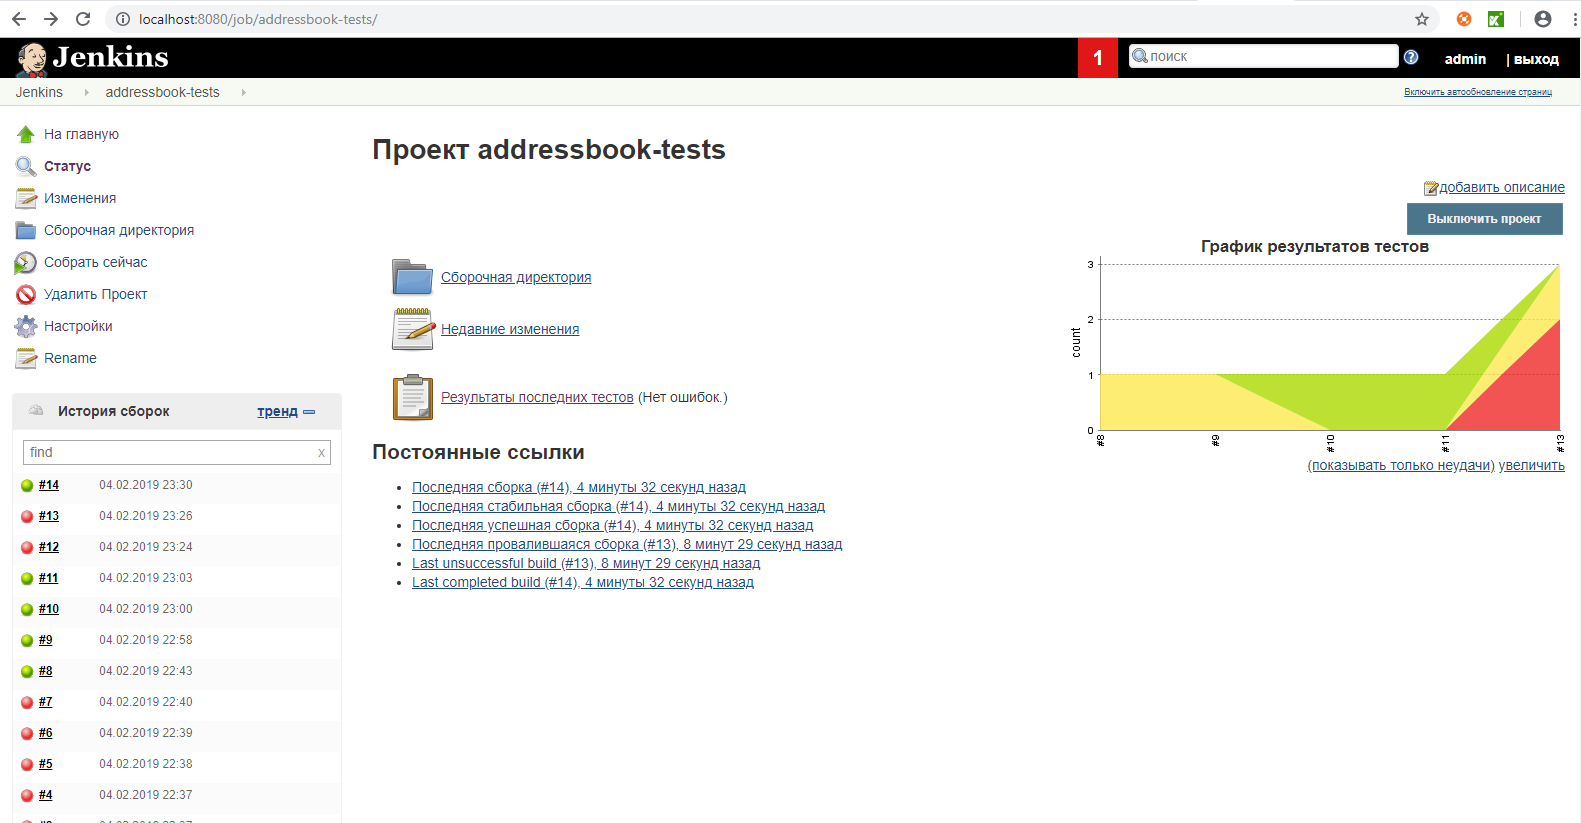 localhost:8080/job/addressbook-tests/
Jenkins
1
поиск
admin
| выход
Jenkins
addressbook-tests
Включить автообновление страниц
На главную
Статус
Изменения
Сборочная директория
Собрать сейчас
Удалить Проект
Настройки
Rename
История сборок
тренд
find
x
#14 04.02.2019 23:30
#13 04.02.2019 23:26
#12 04.02.2019 23:24
#11 04.02.2019 23:03
#10 04.02.2019 23:00
#9 04.02.2019 22:58
#8 04.02.2019 22:43
#7 04.02.2019 22:40
#6 04.02.2019 22:39
#5 04.02.2019 22:38
#4 04.02.2019 22:37
Проект addressbook-tests
добавить описание
Выключить проект
Сборочная директория
Недавние изменения
Результаты последних тестов (Нет ошибок.)
График результатов тестов
3
2
1
0
count
#8
#9
#10
#11
#13
(показывать только неудачи) увеличить
Постоянные ссылки
Последняя сборка (#14), 4 минуты 32 секунд назад
Последняя стабильная сборка (#14), 4 минуты 32 секунд назад
Последняя успешная сборка (#14), 4 минуты 32 секунд назад
Последняя провалившаяся сборка (#13), 8 минут 29 секунд назад
Last unsuccessful build (#13), 8 минут 29 секунд назад
Last completed build (#14), 4 минуты 32 секунд назад